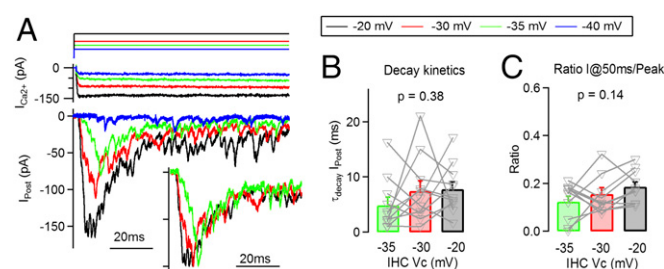 -20 mV -30 mV -35 mV -40 mV
A
I Ca2+ (pA)
0
-150
I Post (pA)
0
-50
-100
-150
20ms
20ms
B
Decay kinetics
p = 0.38
τdecay IPost (ms)
20
10
0
-35 -30 -20
IHC Vc (mV)
C
Ratio I@50ms/Peak
p = 0.14
Ratio
0.6
0.4
0.2
0.0
-35 -30 -20
IHC Vc (mV)